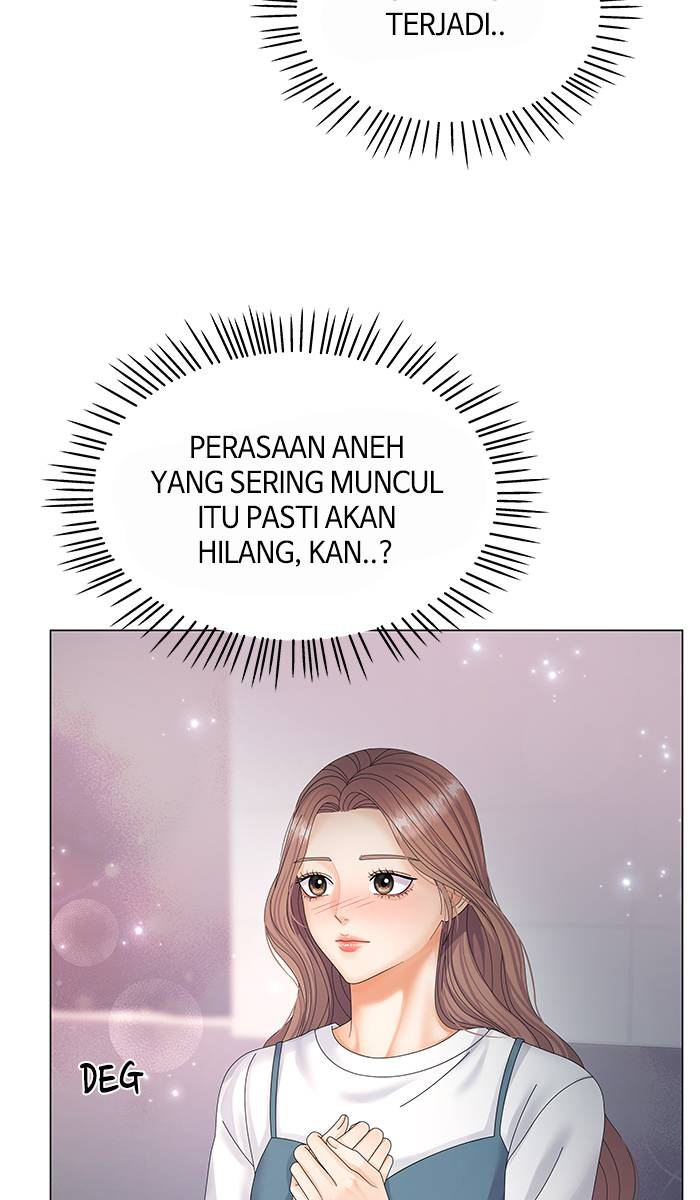 TERJADI..
PERASAAN ANEH
YANG SERING MUNCUL
ITU PASTI AKAN
HILANG, KAN..?
DEG